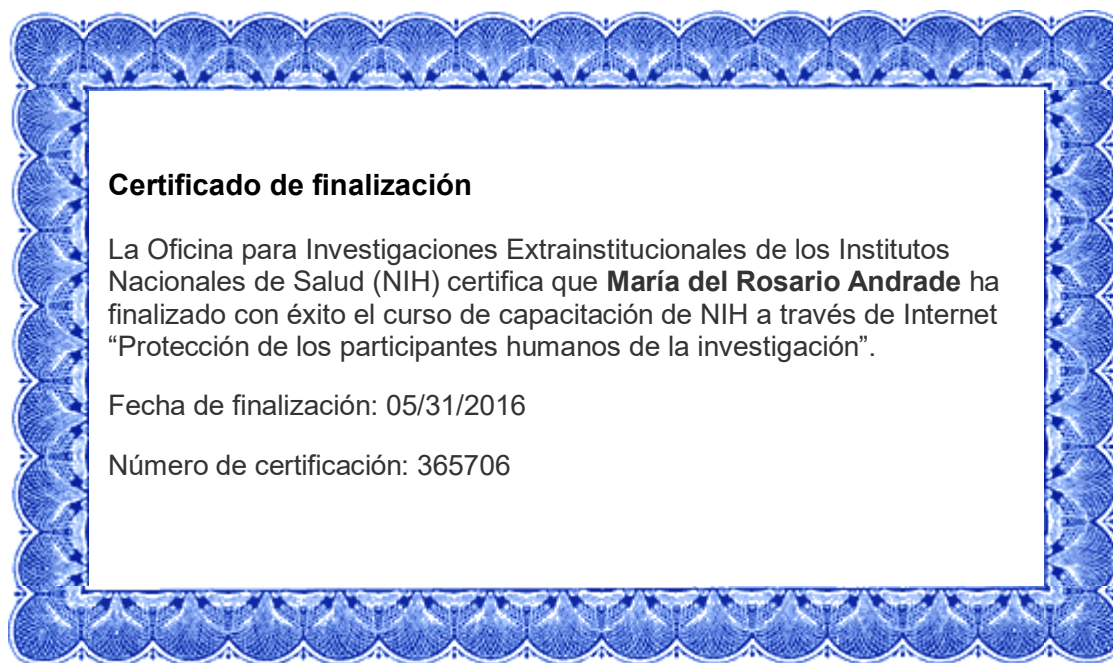 Certificado de finalización
La Oficina para Investigaciones Extrainstitucionales de los Institutos
Nacionales de Salud (NIH) certifica que María del Rosario Andrade ha
finalizado con éxito el curso de capacitación de NIH a través de Internet
“Protección de los participantes humanos de la investigación”.
Fecha de finalización: 05/31/2016
Número de certificación: 365706